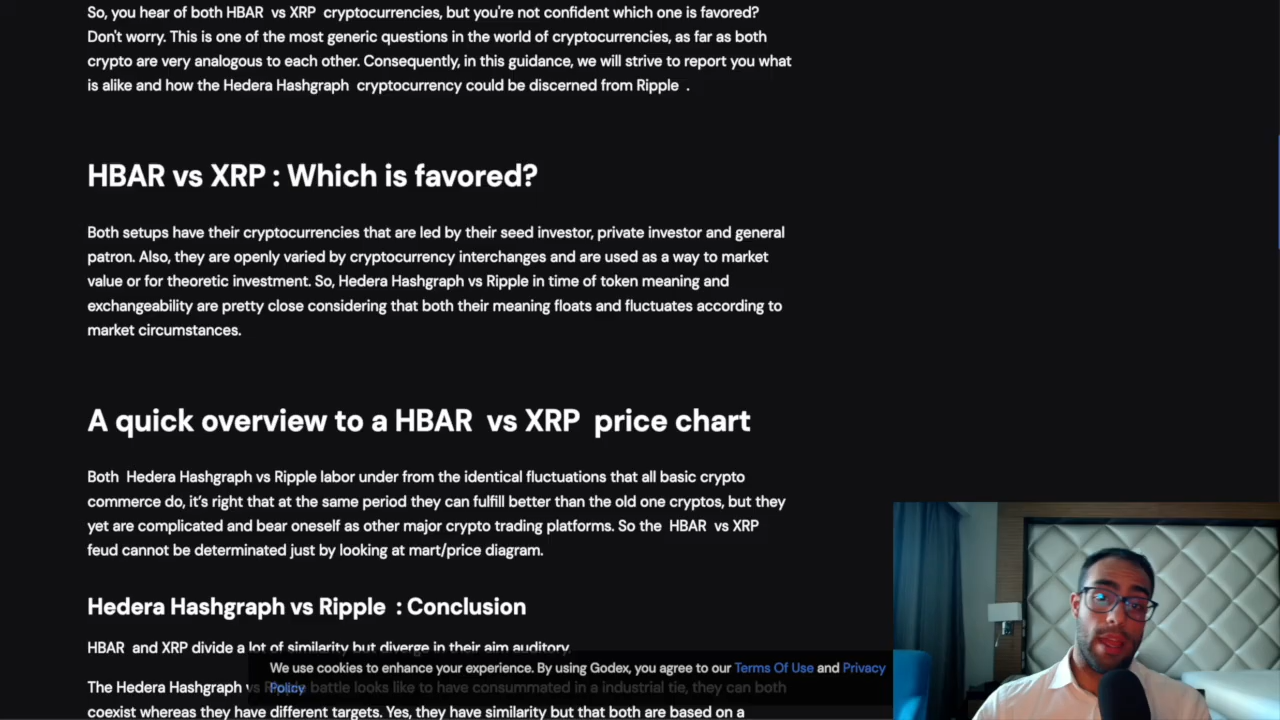 So, you hear of both HBAR vs XRP cryptocurrencies, but you're not confident which one is favored?
Don't worry. This is one of the most generic questions in the world of cryptocurrencies, as far as both
crypto are very analogous to each other. Consequently, in this guidance, we will strive to report you what
is alike and how the Hedera Hashgraph cryptocurrency could be discerned from Ripple .
HBAR vs XRP : Which is favored?
Both setups have their cryptocurrencies that are led by their seed investor, private investor and general
patron. Also, they are openly varied by cryptocurrency interchanges and are used as a way to market
value or for theoretic investment. So, Hedera Hashgraph vs Ripple in time of token meaning and
exchangeability are pretty close considering that both their meaning floats and fluctuates according to
market circumstances.
A quick overview to a HBAR vs XRP price chart
Both Hedera Hashgraph vs Ripple labor under from the identical fluctuations that all basic crypto
commerce do, it’s right that at the same period they can fulfill better than the old one cryptos, but they
yet are complicated and bear oneself as other major crypto trading platforms. So the HBAR vs XRP
feud cannot be determinated just by looking at mart/price diagram.
Hedera Hashgraph vs Ripple : Conclusion
HBAR and XRP divide a lot of similarity but diverge in their aim auditory.
We use cookies to enhance your experience. By using Godex, you agree to our Terms Of Use and Privacy
Policy
The Hedera Hashgraph vs Ripple battle looks like to have consummated in a industrial tie, they can both
coexist whereas they have different targets. Yes, they have similarity but that both are based on a